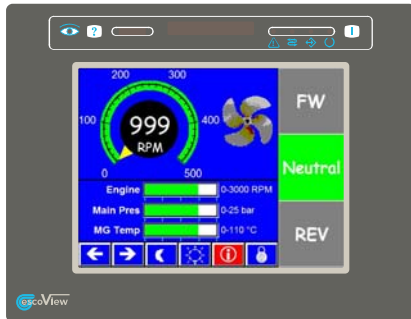 ?
200 300
100 400
999
RPM
0 500
FW
Neutral
REV
Engine 0-3000 RPM
Main Pres 0-25 bar
MG Temp 0-110 °C
escoView